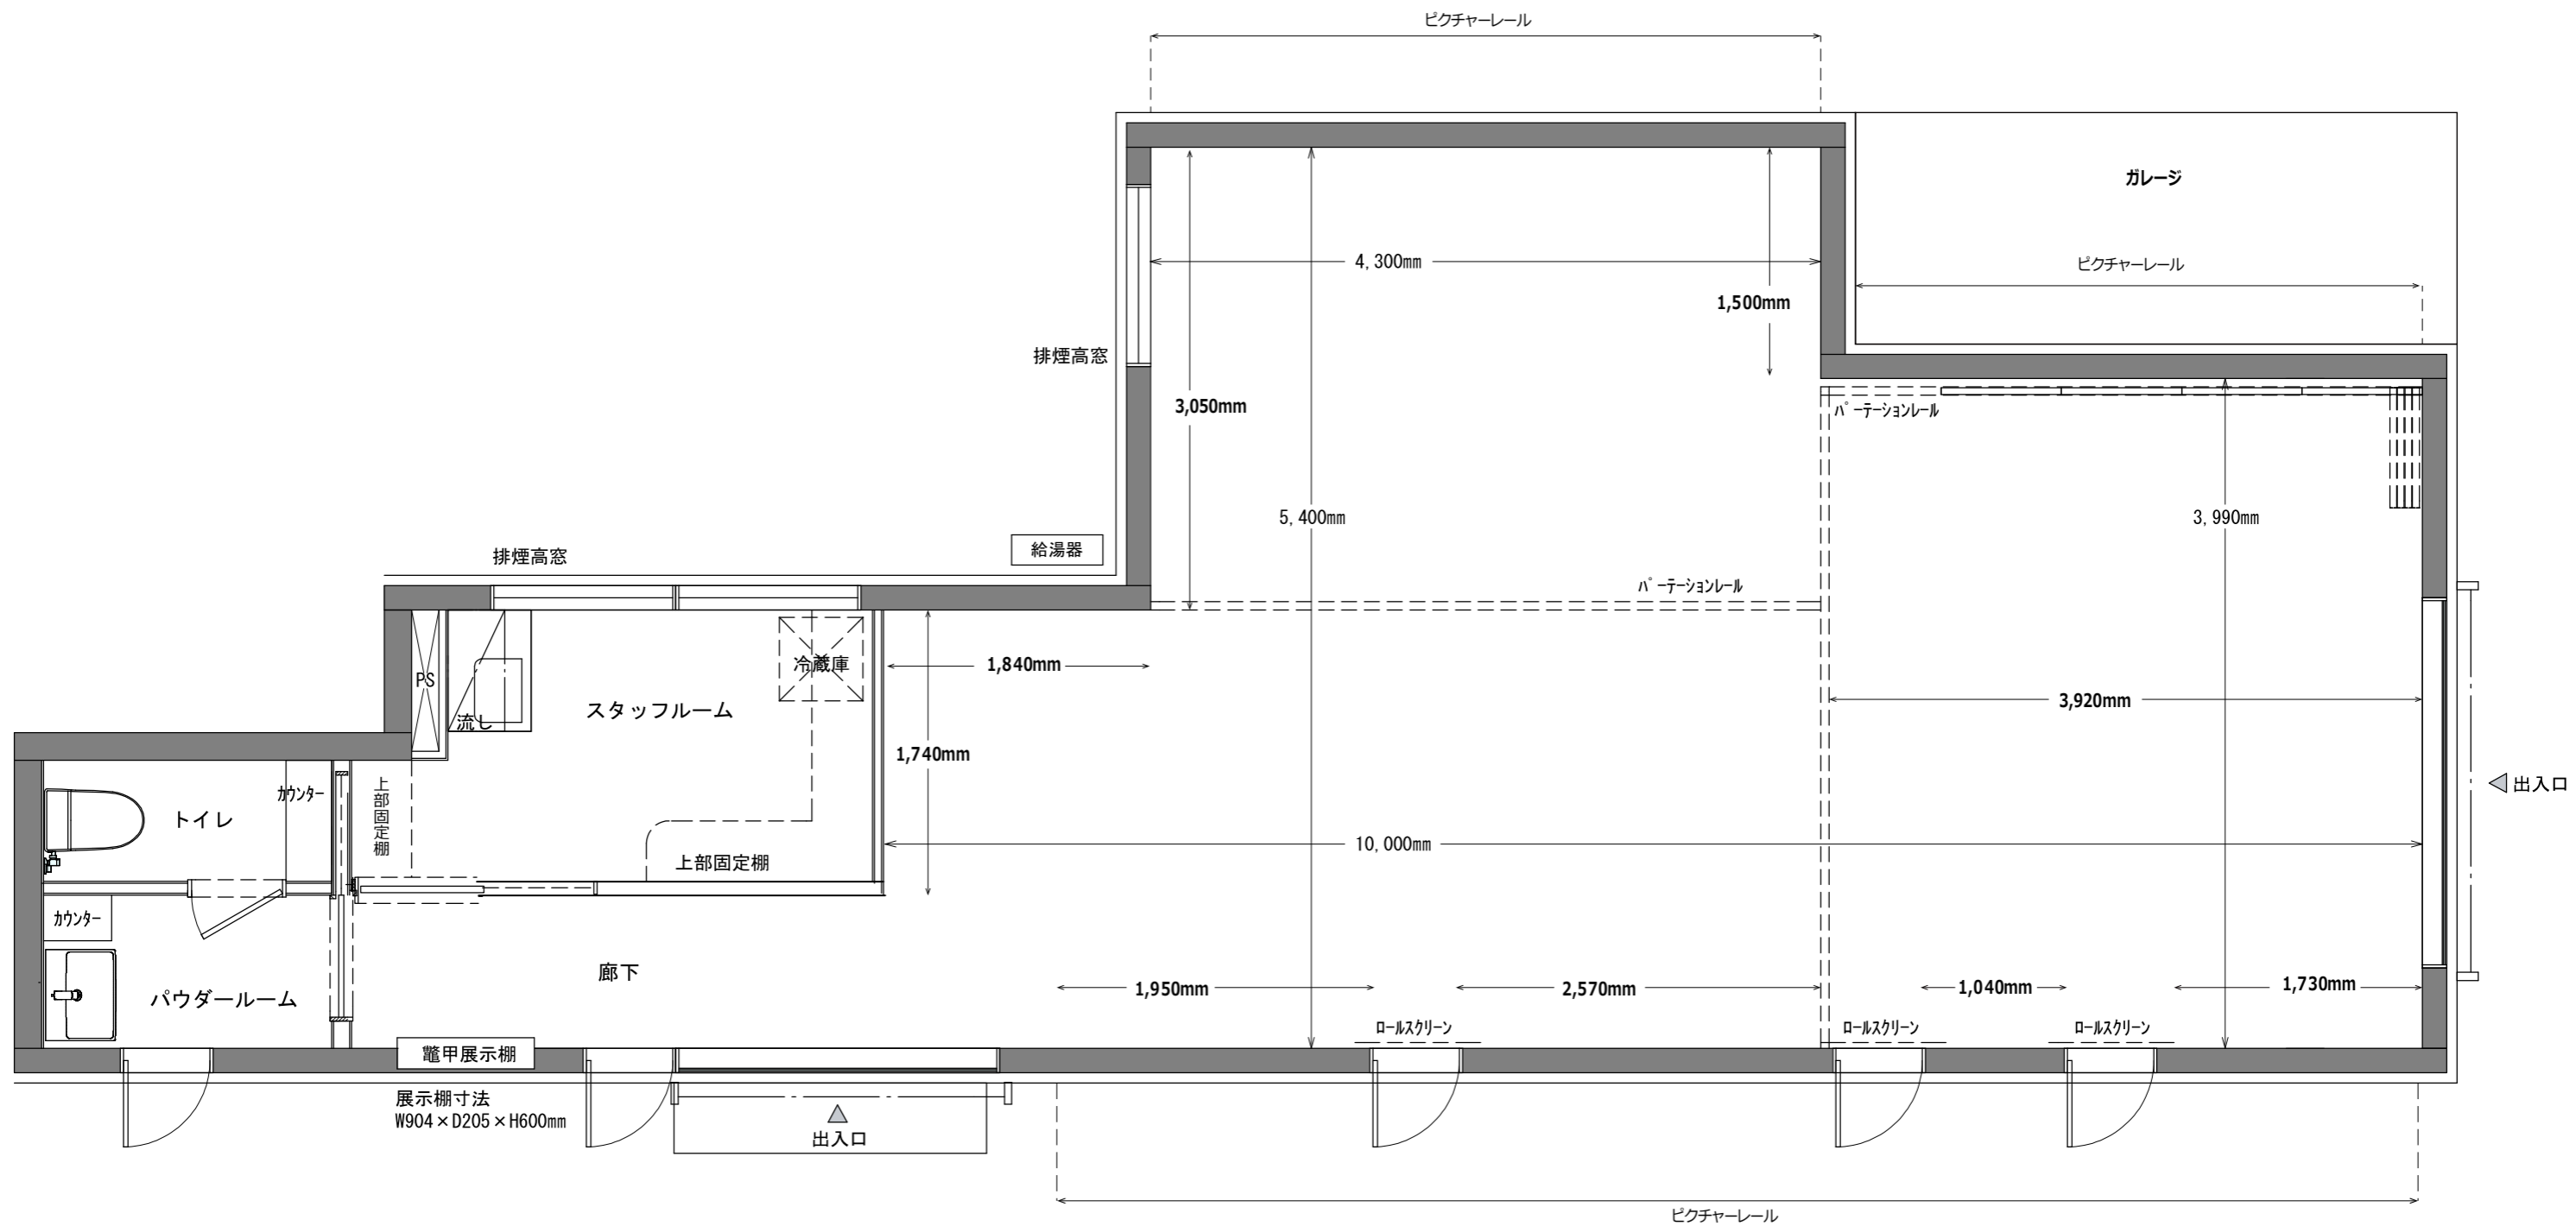 ピクチャーレール
ガレージ
4,300㎜
ピクチャーレール
1,500mm
排煙高窓
3,050mm
パーテーションレール
5,400㎜
3,990㎜
給湯器
排煙高窓
パーテーションレール
冷蔵庫
1,840mm
PS
スタッフルーム
流し
3,920mm
1,740mm
出入口
カウンター
上部固定棚
トイレ
10,000㎜
上部固定棚
カウンター
廊下
パウダールーム
1,950mm
2,570mm
1,040mm
1,730mm
ロールスクリーン
ロールスクリーン
ロールスクリーン
鼈甲展示棚
展示棚寸法
W904×D205×H600㎜
出入口
ピクチャーレール